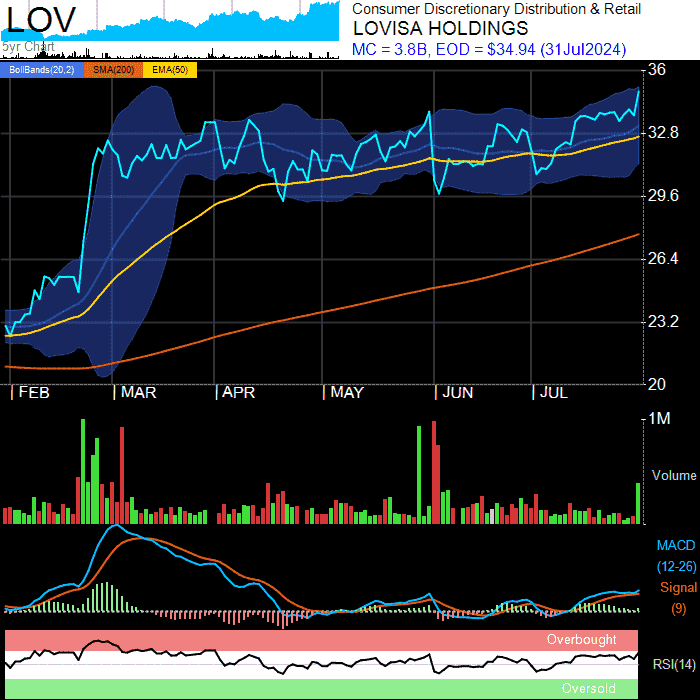 LOV
5yr Chart
Consumer Discretionary Distribution & Retail
LOVISA HOLDINGS
MC = 3.8B, EOD = $34.94 (31Jul2024)
BollBands(20,2) SMA(200) EMA(50)
36
32.8
29.6
26.4
23.2
20
FEB MAR APR MAY JUN JUL
1M
Volume
MACD
(12-26)
Signal
(9)
Overbought
RSI(14)
Oversold